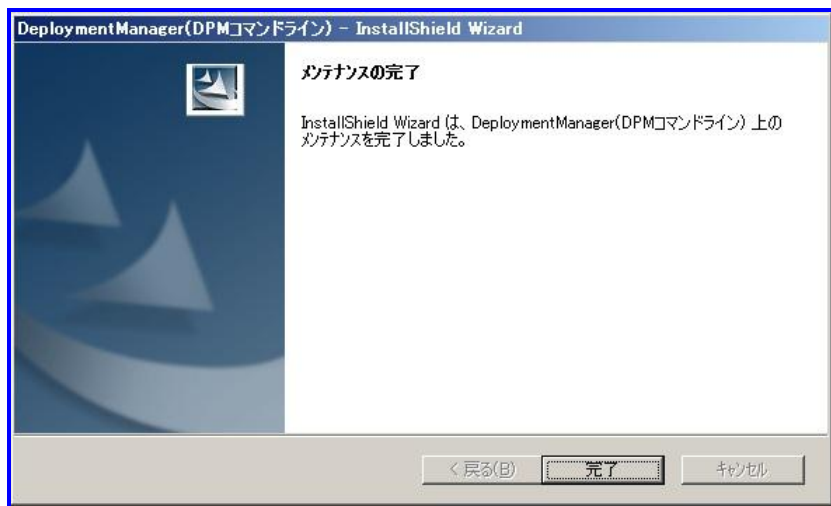 DeploymentManager(DPMコマンドライン) - InstallShield Wizard
メンテナンスの完了
InstallShield Wizard は、DeploymentManager(DPMコマンドライン) 上の
メンテナンスを完了しました。
< 戻る(B)
完了
キャンセル